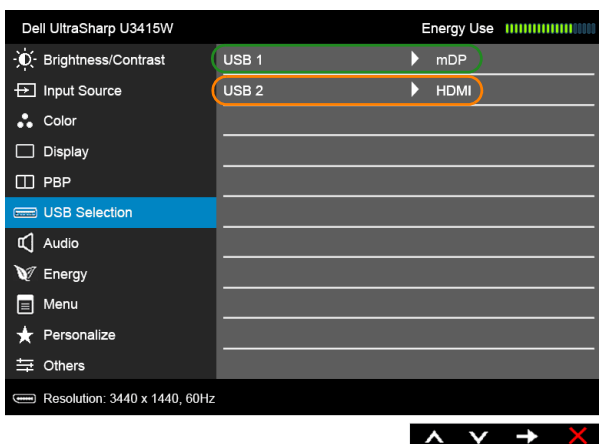 Dell UltraSharp U3415W Energy Use
Brightness/Contrast USB 1 mDP
Input Source USB 2 HDMI
Color
Display
PBP
USB Selection
Audio
Energy
Menu
Personalize
Others
Resolution: 3440 x 1440, 60Hz